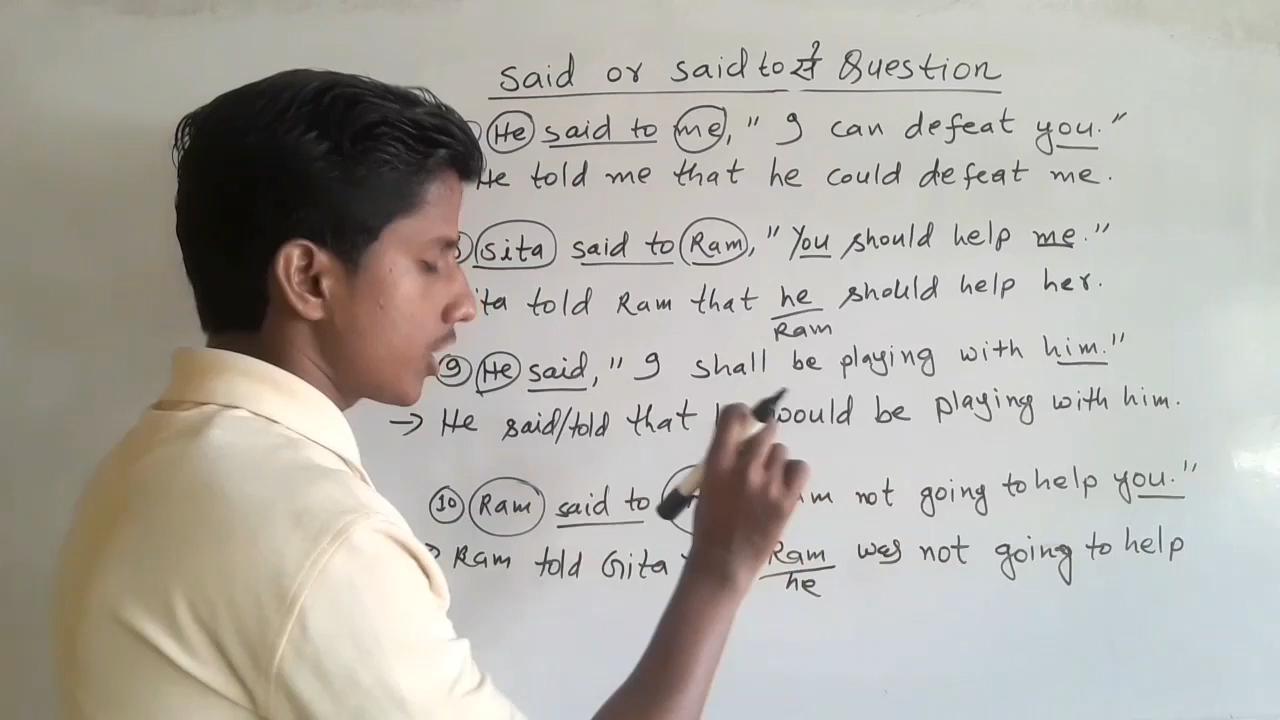 Said or said to से Question
He said to me, " I can defeat you."
He told me that he could defeat me.
Sita said to Ram, " You should help me."
ita told Ram that he should help her.
Ram
9 He said, " I shall be playing with him."
→ He said/told that would be playing with him.
10 Ram said to am not going to help you."
→ Ram told Gita Ram was not going to help
he